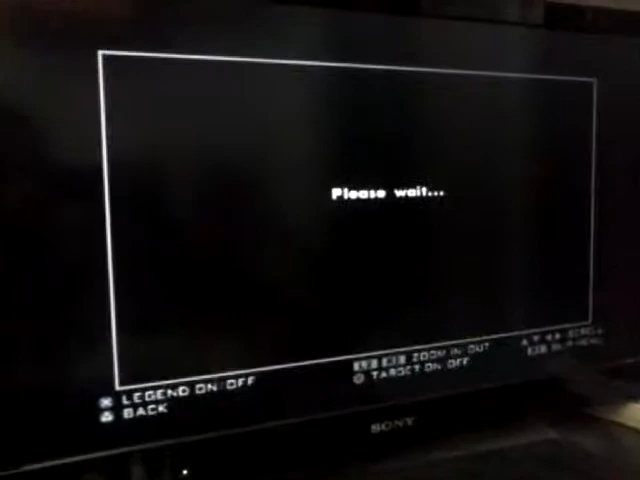 Please wait...
ZOOM IN OUT
LEGEND ON/OFF
TARGET ON OFF
BACK
SONY